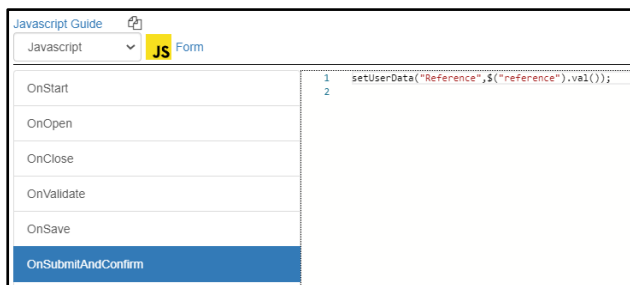 Javascript Guide
Javascript JS Form
OnStart
OnOpen
OnClose
OnValidate
OnSave
OnSubmitAndConfirm
1 setUserData("Reference",$("reference").val());
2